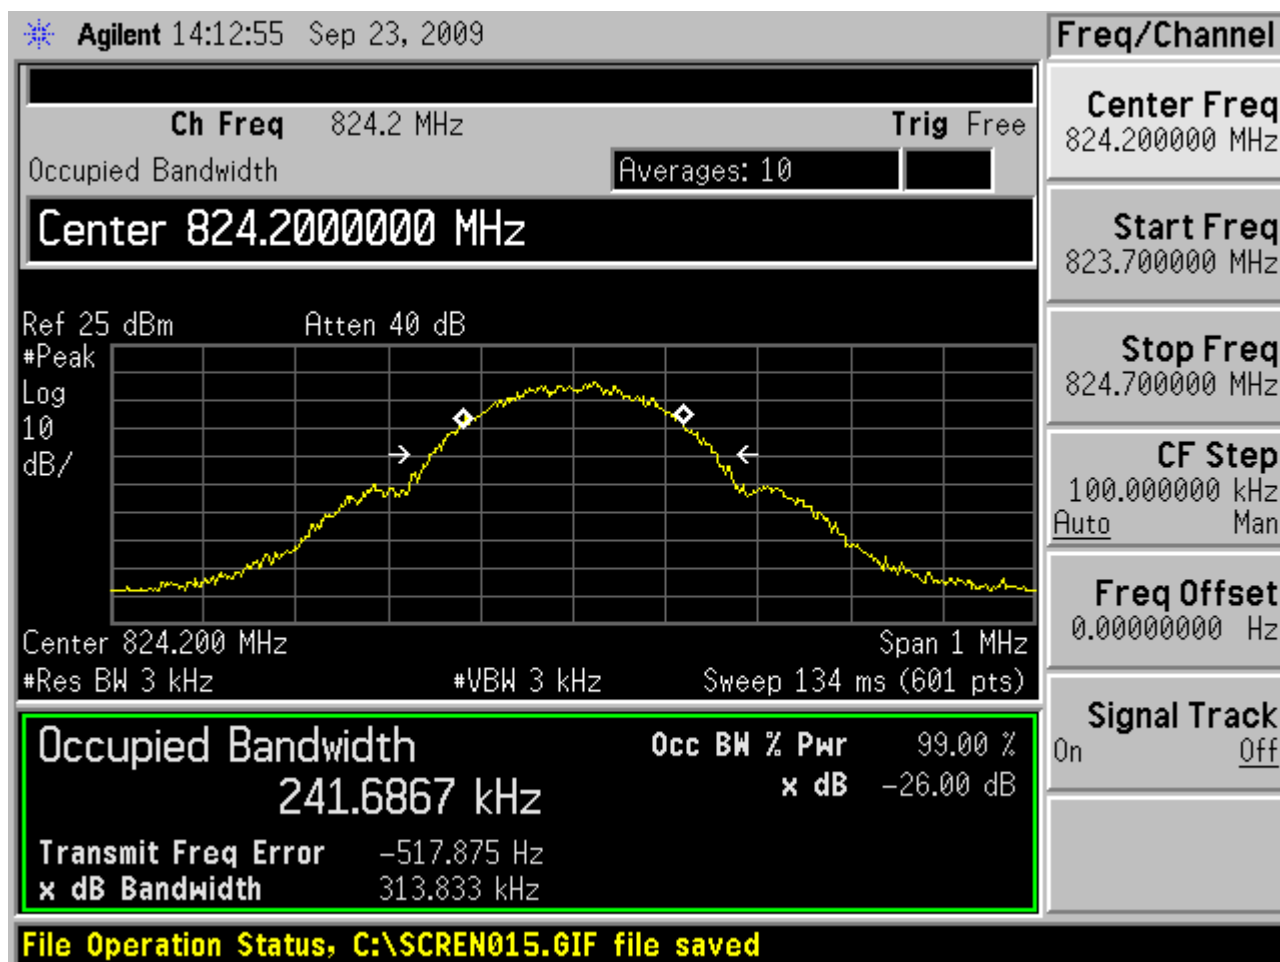 Agilent 14:12:55 Sep 23, 2009
Freq/Channel
Ch Freq 824.2 MHz Trig Free
Occupied Bandwidth Averages: 10
Center 824.2000000 MHz
Ref 25 dBm Atten 40 dB
#Peak
Log
10
dB/
Center 824.200 MHz Span 1 MHz
#Res BW 3 kHz #VBW 3 kHz Sweep 134 ms (601 pts)
Occupied Bandwidth
241.6867 kHz
Occ BW % Pwr 99.00 %
x dB -26.00 dB
Transmit Freq Error -517.875 Hz
x dB Bandwidth 313.833 kHz
File Operation Status, C:\SCREN015.GIF file saved
Center Freq
824.200000 MHz
Start Freq
823.700000 MHz
Stop Freq
824.700000 MHz
CF Step
100.000000 kHz
Auto Man
Freq Offset
0.00000000 Hz
Signal Track
On Off